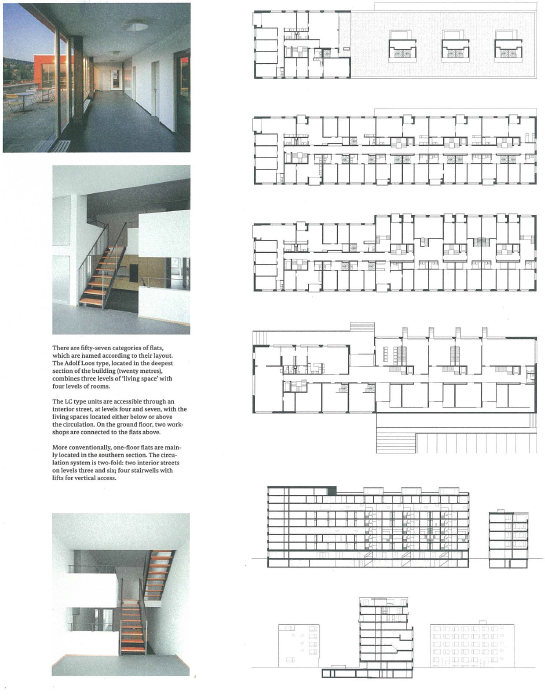 There are fifty-seven categories of flats,
which are named according to their layout.
The Adolf Loos type, located in the deepest
section of the building (twenty metres),
combines three levels of 'living space' with
four levels of rooms.
The LC type units are accessible through an
interior street, at levels four and seven, with the
living spaces located either below or above
the circulation. On the ground floor, two work-
shops are connected to the flats above.
More conventionally, one-floor flats are main-
ly located in the southern section. The circu-
lation system is two-fold: two interior streets
on levels three and six; four stairwells with
lifts for vertical access.